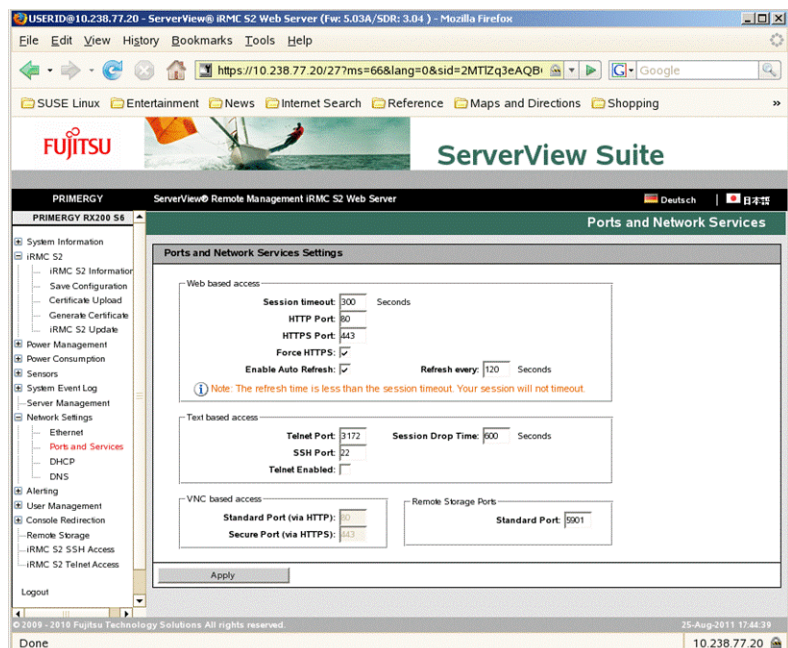 USERID@10.238.77.20 - ServerView® iRMC S2 Web Server (Fw: 5.03A/SDR: 3.04 ) - Mozilla Firefox
File Edit View History Bookmarks Tools Help
https://10.238.77.20/27?ms=66&lang=0&sid=2MTlZq3eAQB
G Google
SUSE Linux Entertainment News Internet Search Reference Maps and Directions Shopping »
FUJITSU
ServerView Suite
PRIMERGY ServerView® Remote Management iRMC S2 Web Server Deutsch | 日本語
PRIMERGY RX200 S6
Ports and Network Services
System Information
iRMC S2
iRMC S2 Information
Save Configuration
Certificate Upload
Generate Certificate
iRMC S2 Update
Power Management
Power Consumption
Sensors
System Event Log
Server Management
Network Settings
Ethernet
Ports and Services
DHCP
DNS
Alerting
User Management
Console Redirection
Remote Storage
iRMC S2 SSH Access
iRMC S2 Telnet Access
Logout
Ports and Network Services Settings
Web based access
Session timeout: 300 Seconds
HTTP Port: 80
HTTPS Port: 443
Force HTTPS:
Enable Auto Refresh: Refresh every: 120 Seconds
i Note: The refresh time is less than the session timeout. Your session will not timeout.
Text based access
Telnet Port: 3172 Session Drop Time: 600 Seconds
SSH Port: 22
Telnet Enabled:
VNC based access
Standard Port (via HTTP): 80
Secure Port (via HTTPS): 443
Remote Storage Ports
Standard Port: 5901
Apply
© 2009 - 2010 Fujitsu Technology Solutions All rights reserved. 25-Aug-2011 17:44:39
Done 10.238.77.20